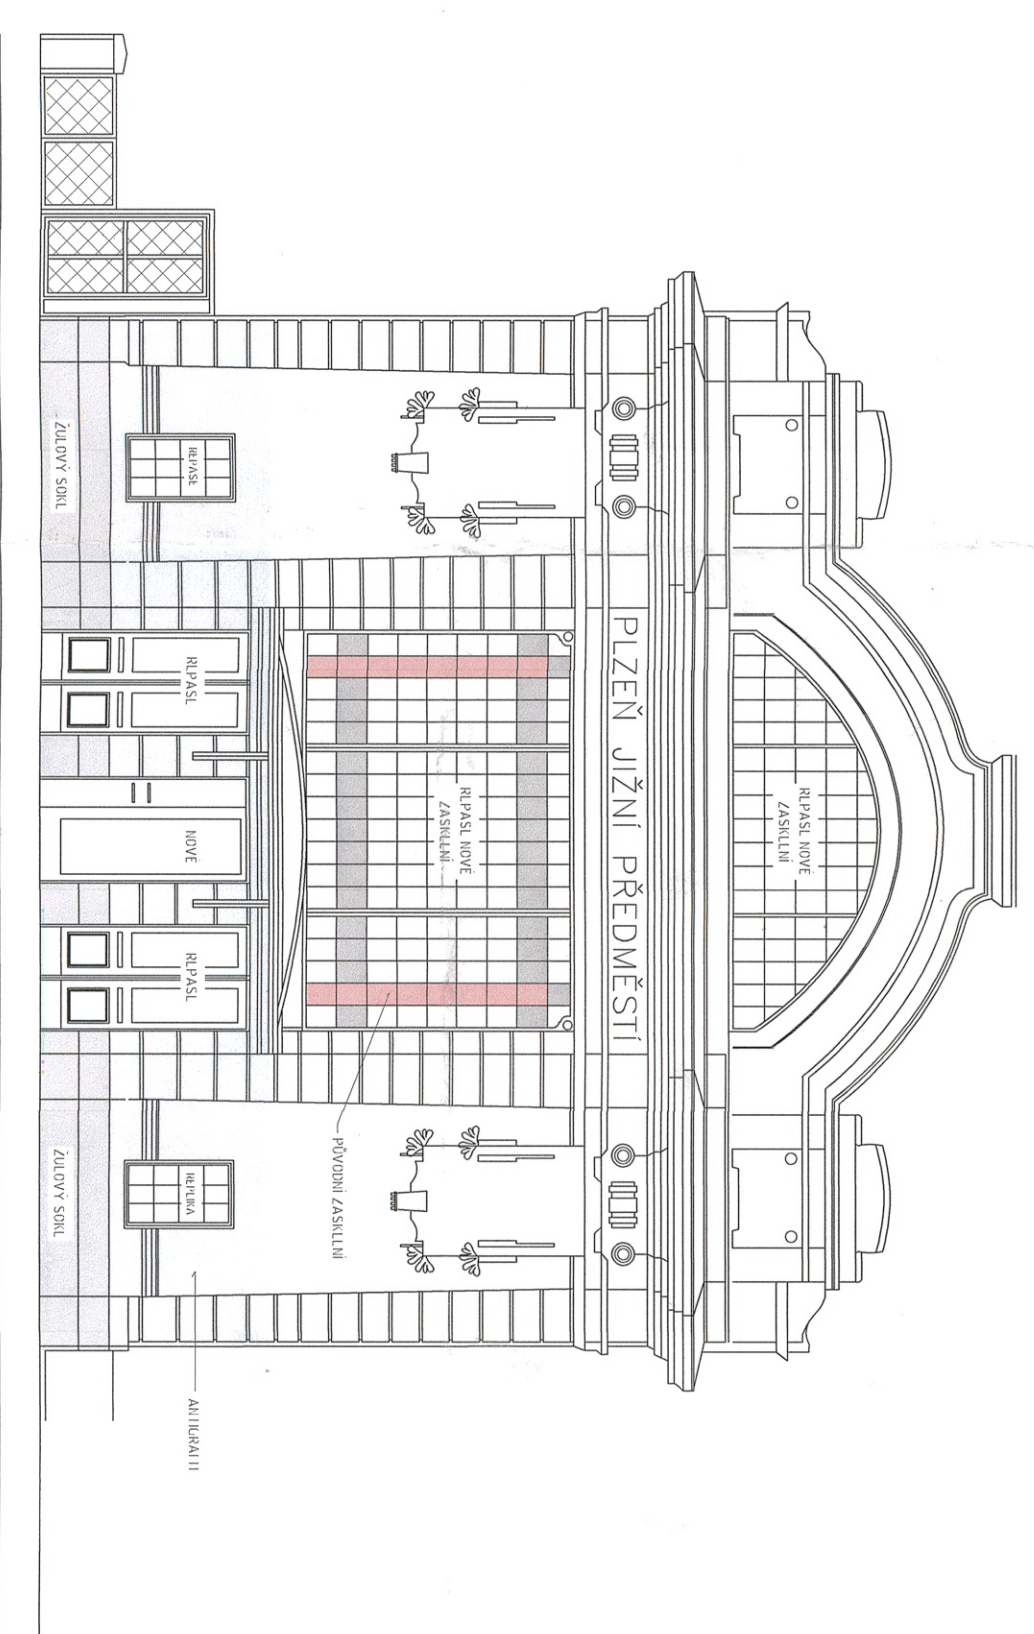 REPASE NOVÉ
ZASKLENÍ
PLZEŇ JIŽNÍ PŘEDMĚSTÍ
REPASE NOVÉ
ZASKLENÍ
PŮVODNÍ ZASKLENÍ
REPASE
REPASE
NOVÉ
REPASE
REPLIKA
ANTIGRAFITI
ŽULOVÝ SOKL
ŽULOVÝ SOKL